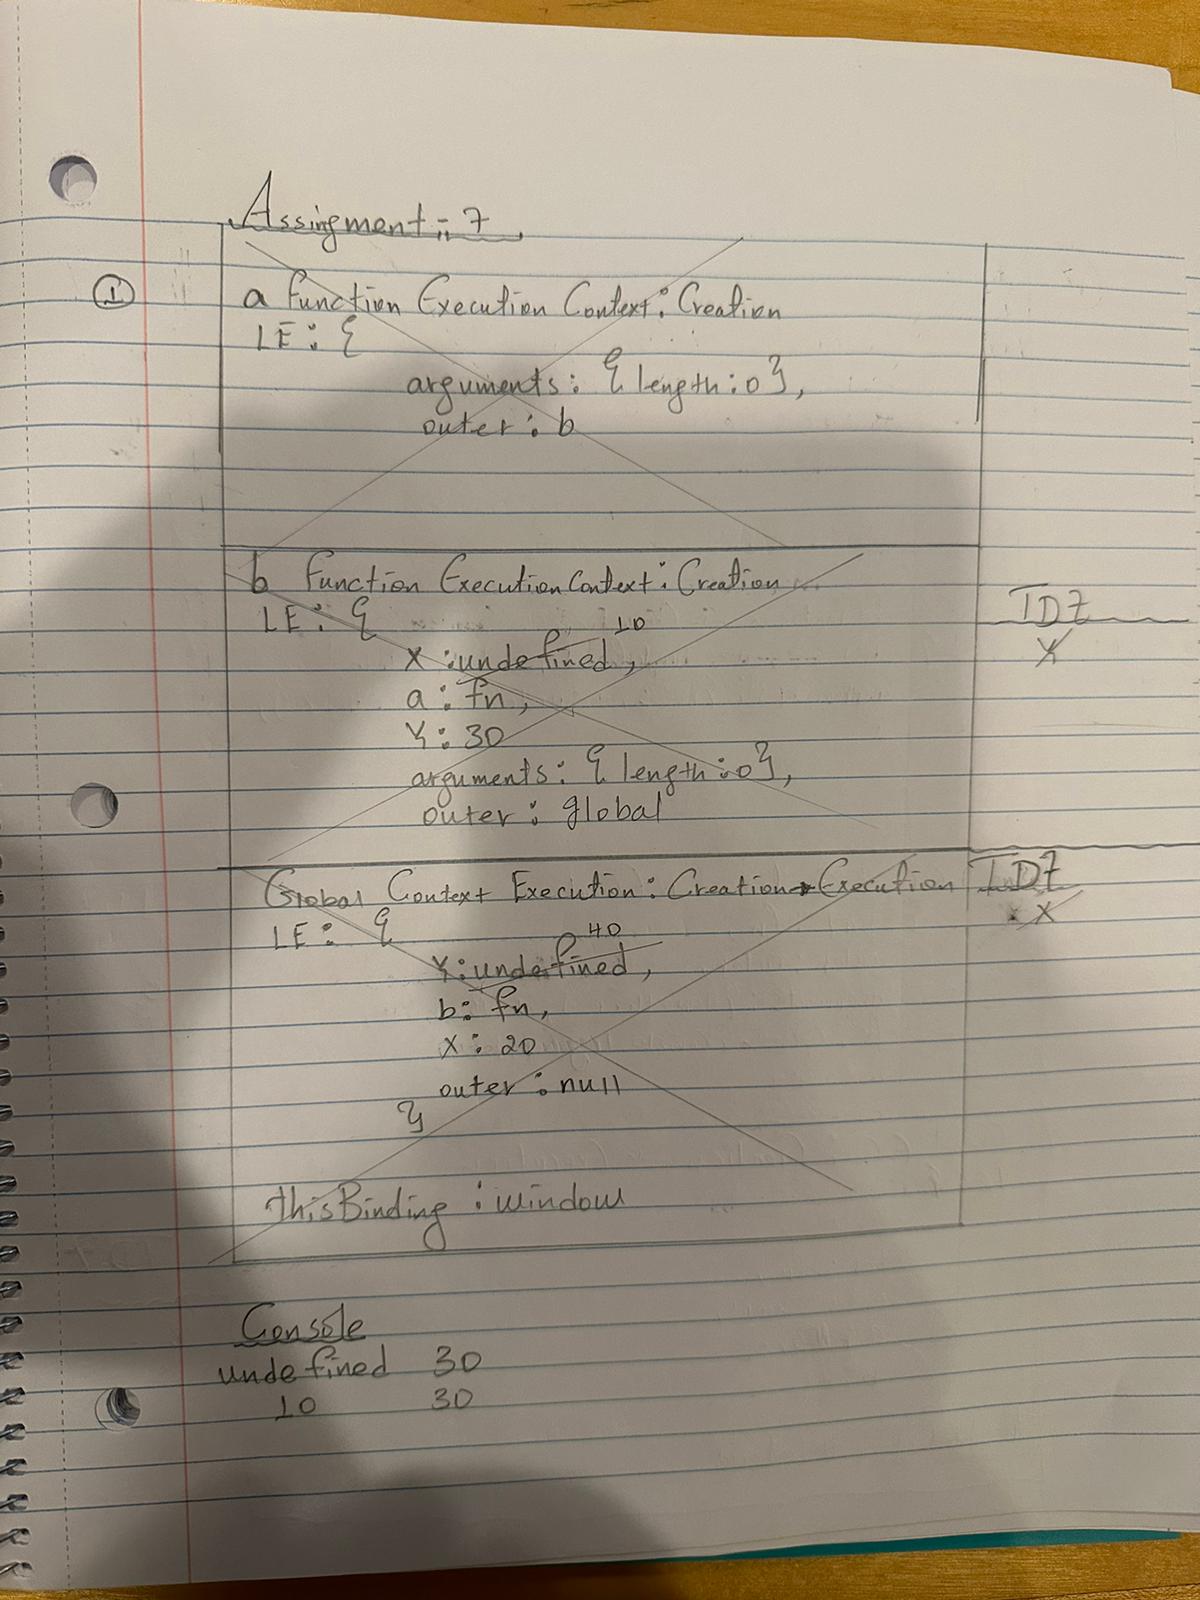 Assingment:: 7
1
a Function Execution Context: Creation
LE: {
arguments: { length: 0 },
outer: b
b Function Execution Context: Creation
TDZ
LE: {
10
X
X: undefined,
a: fn,
Y: 30
arguments: { length: 0 },
outer: global
Global Context Execution: Creation → Execution
TDZ
X
LE: {
40
Y: undefined,
b: fn,
X: 20
outer: null
}
thisBinding: window
Console
undefined 30
10 30